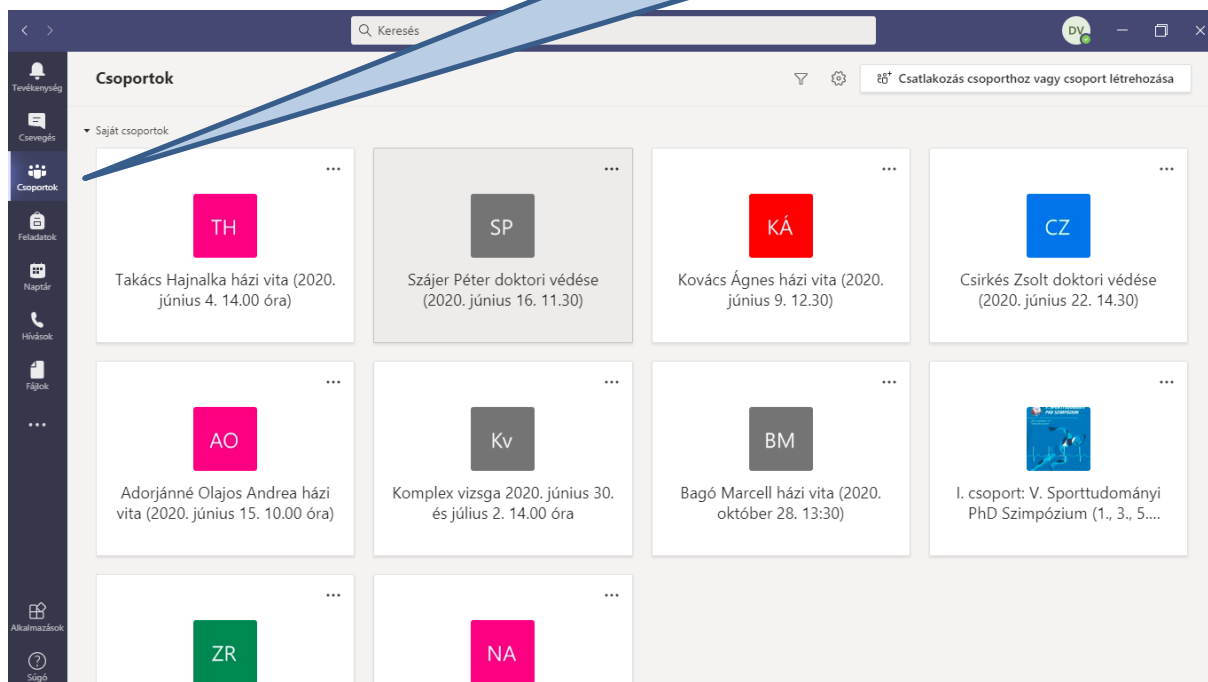 Keresés
DV
Tevékenység
Csevegés
Csoportok
Feladatok
Naptár
Hívások
Fájlok
Alkalmazások
Súgó
Csoportok
Csatlakozás csoporthoz vagy csoport létrehozása
Saját csoportok
TH
Takács Hajnalka házi vita (2020.
június 4. 14.00 óra)
SP
Szájer Péter doktori védése
(2020. június 16. 11.30)
KÁ
Kovács Ágnes házi vita (2020.
június 9. 12.30)
CZ
Csirkés Zsolt doktori védése
(2020. június 22. 14.30)
AO
Adorjánné Olajos Andrea házi
vita (2020. június 15. 10.00 óra)
Kv
Komplex vizsga 2020. június 30.
és július 2. 14.00 óra
BM
Bagó Marcell házi vita (2020.
október 28. 13:30)
PHD SZIMPÓZIUM
I. csoport: V. Sporttudományi
PhD Szimpózium (1., 3., 5....
ZR
NA